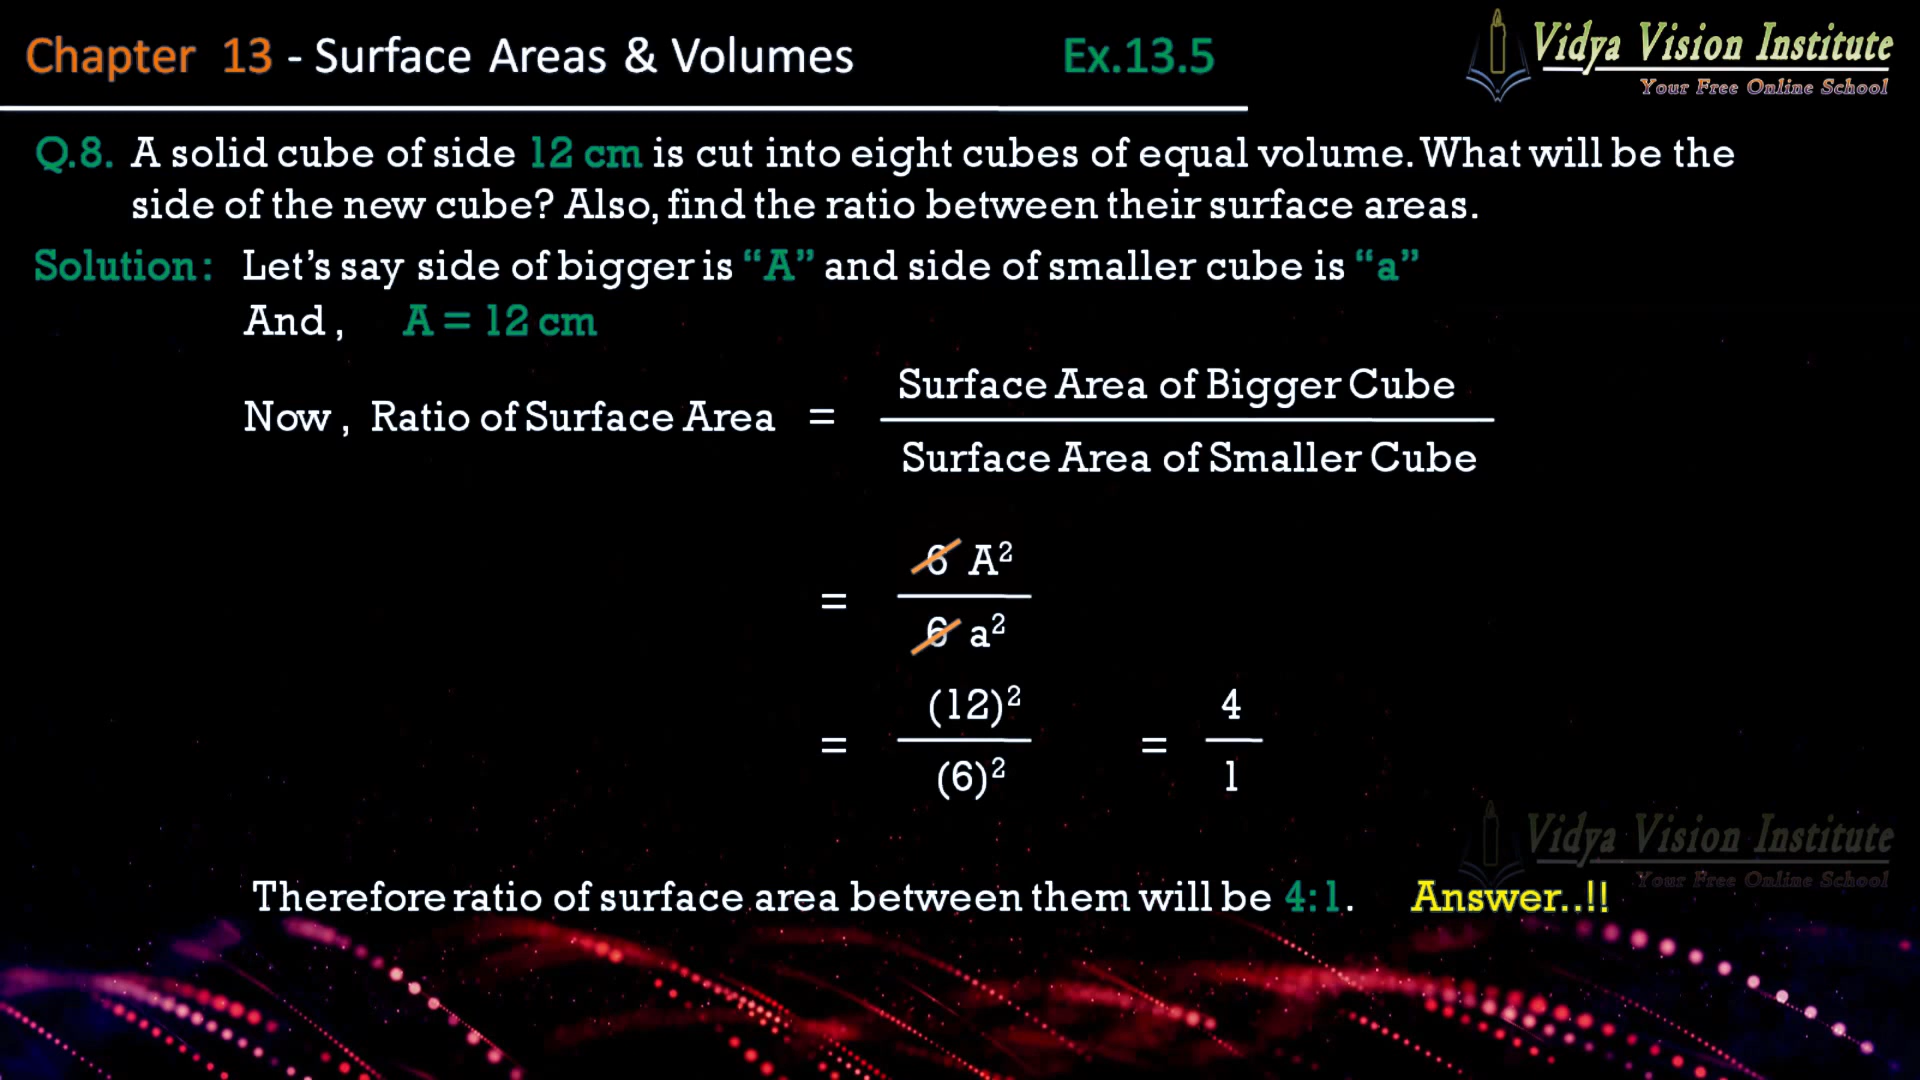 Chapter 13 - Surface Areas & Volumes Ex.13.5
Vidya Vision Institute
Your Free Online School
Q.8. A solid cube of side 12 cm is cut into eight cubes of equal volume. What will be the
side of the new cube? Also, find the ratio between their surface areas.
Solution: Let's say side of bigger is “A” and side of smaller cube is “a”
And , A = 12 cm
Now , Ratio of Surface Area = Surface Area of Bigger Cube
Surface Area of Smaller Cube
= 6 A²
6 a²
= (12)² = 4
(6)² 1
Vidya Vision Institute
Your Free Online School
Therefore ratio of surface area between them will be 4:1. Answer..!!